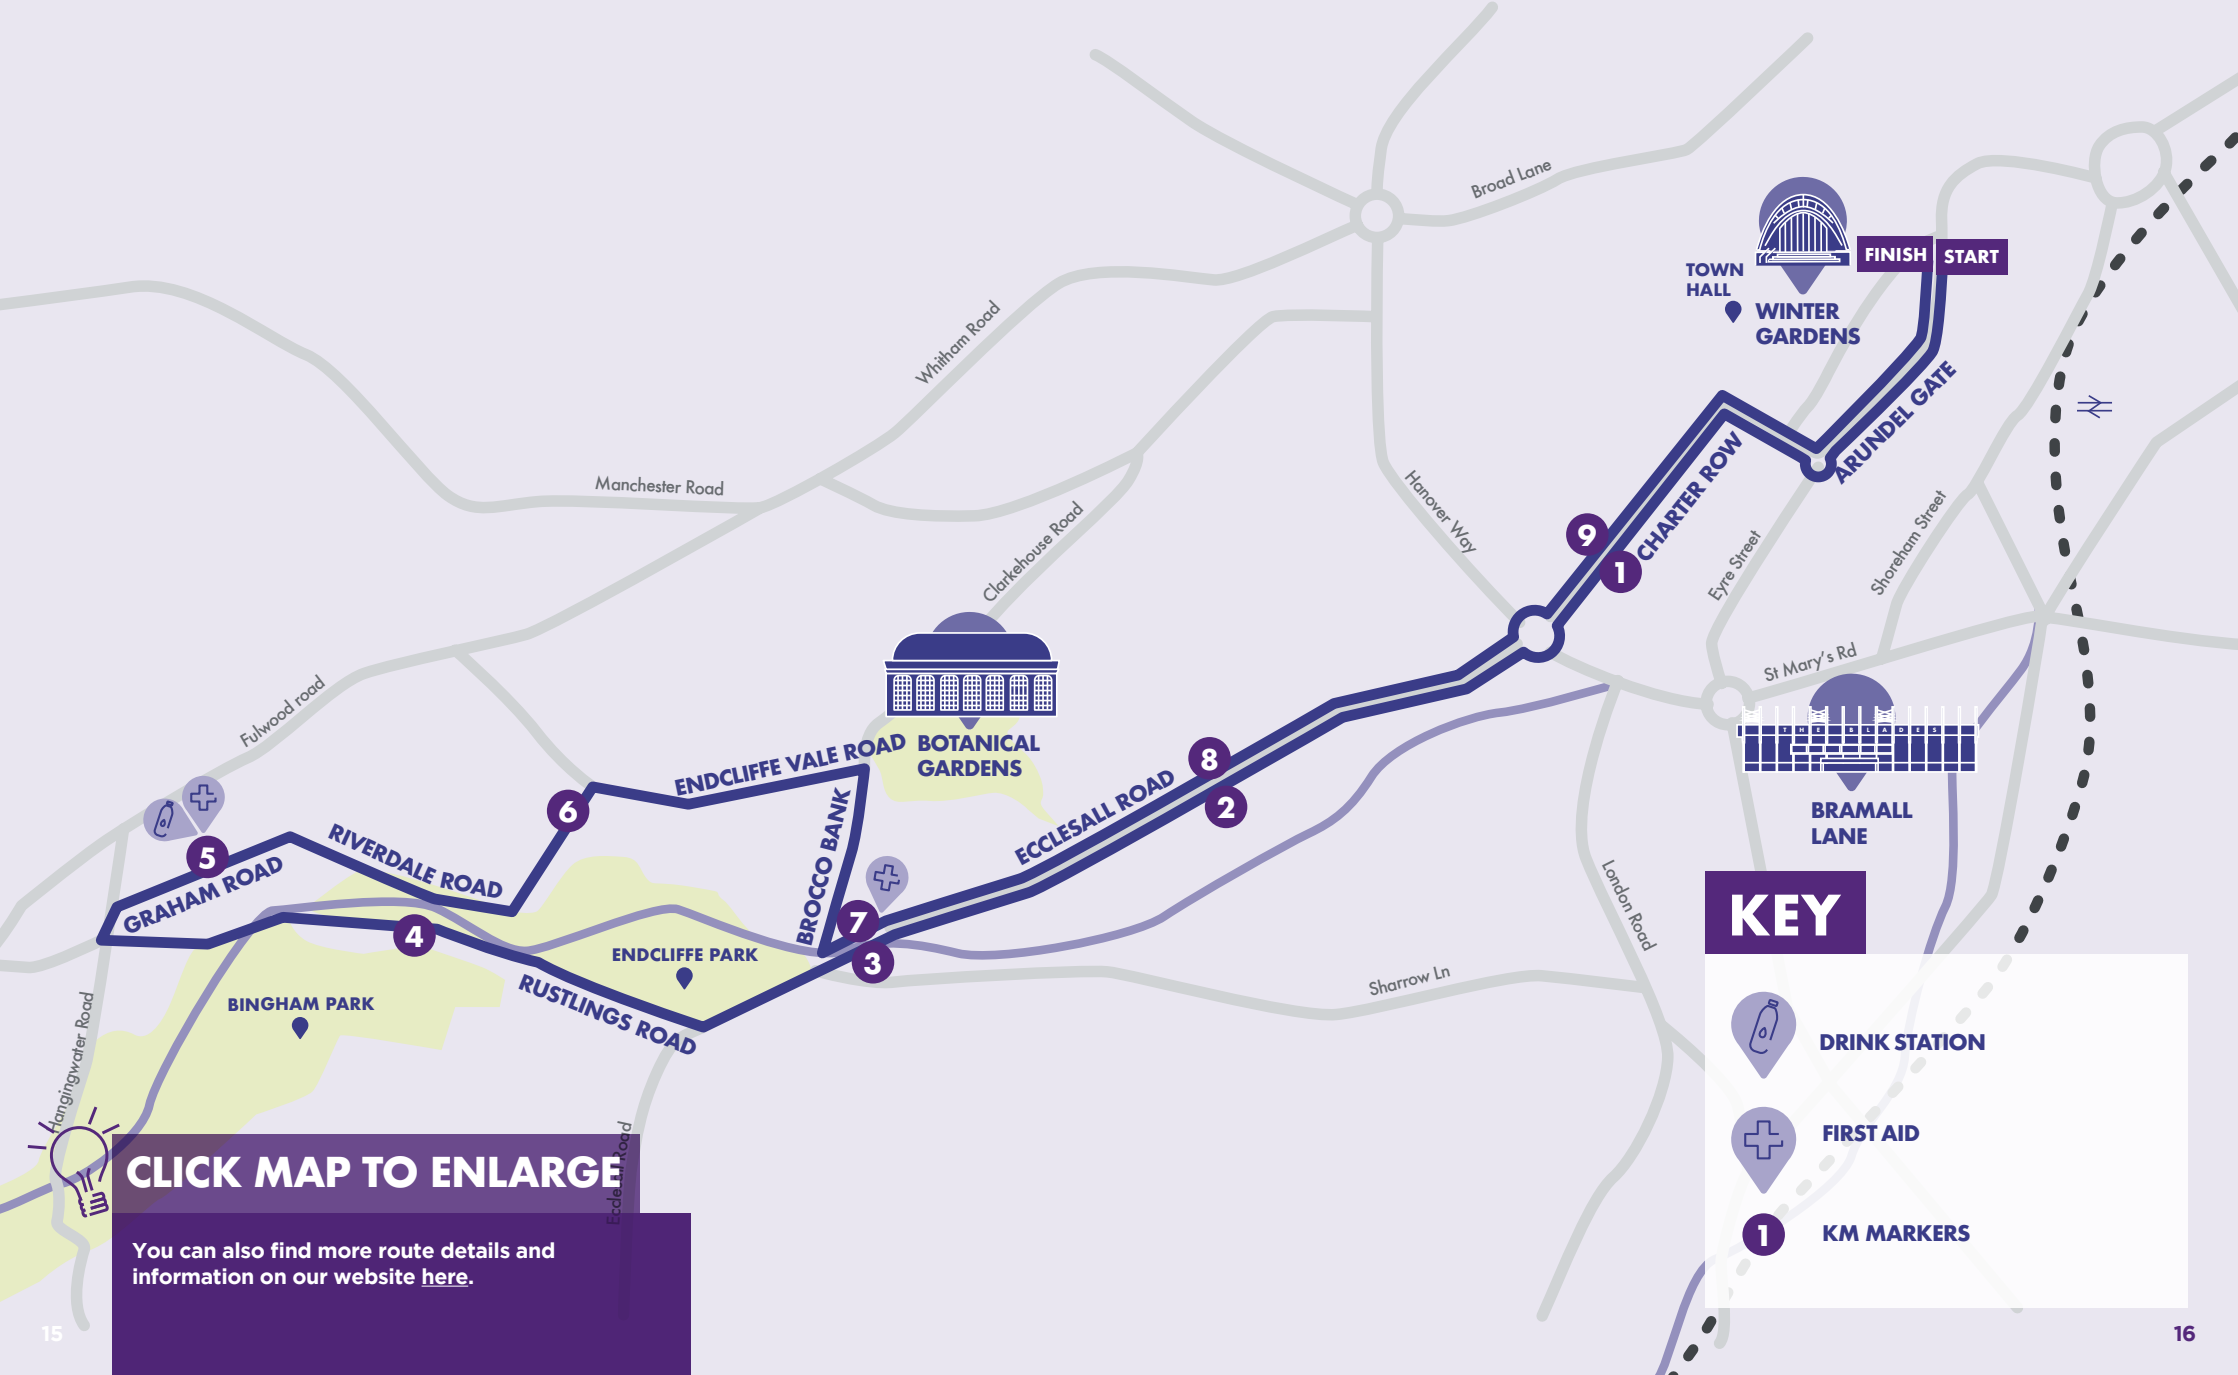 Broad Lane
FINISH
START
TOWN
HALL
WINTER
GARDENS
Whitham Road
ARUNDEL GATE
Manchester Road
Hanover Way
CHARTER ROW
9
1
Clarkehouse Road
Eyre Street
Shoreham Street
St Mary's Rd
Fulwood road
THE BLADES
BOTANICAL
GARDENS
ENDCLIFFE VALE ROAD
8
2
ECCLESALL ROAD
BRAMALL
LANE
6
BROCCO BANK
5
RIVERDALE ROAD
GRAHAM ROAD
7
3
4
London Road
ENDCLIFFE PARK
RUSTLINGS ROAD
Sharrow Ln
BINGHAM PARK
Hangingwater Road
KEY
DRINK STATION
FIRST AID
1
KM MARKERS
CLICK MAP TO ENLARGE
You can also find more route details and
information on our website here.
15
16